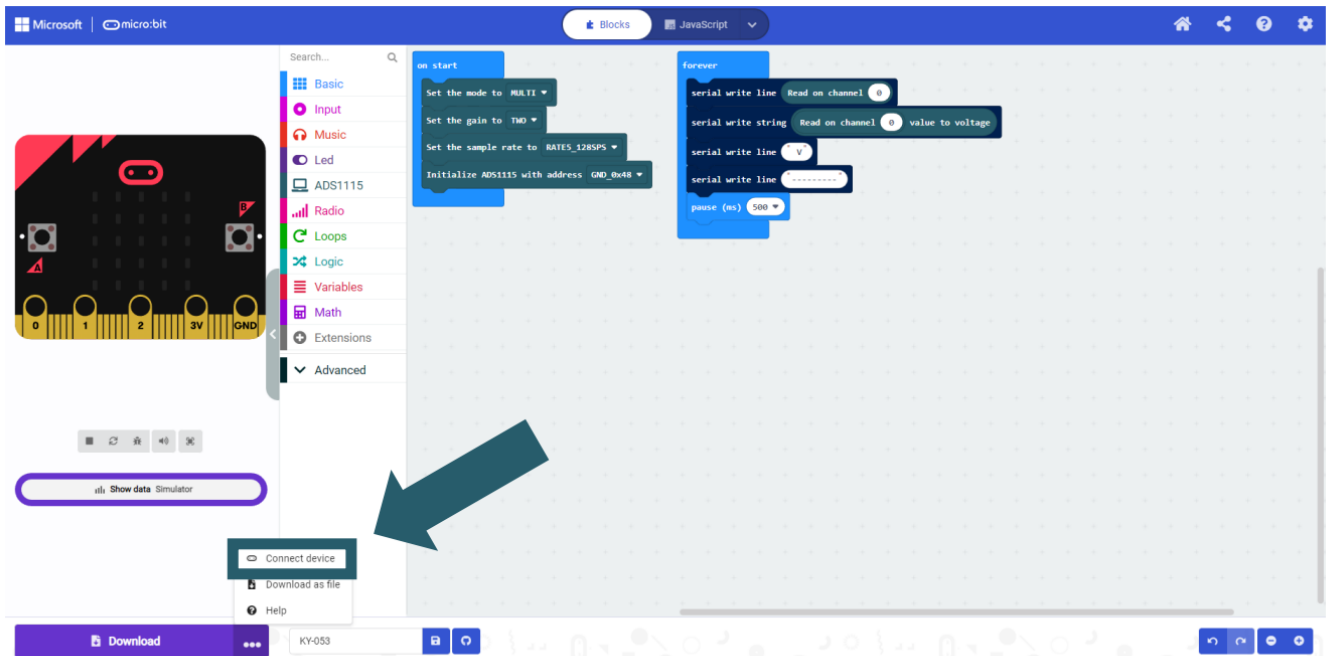 Microsoft micro:bit Blocks JavaScript
Search...
Basic
Input
Music
Led
ADS1115
Radio
Loops
Logic
Variables
Math
Extensions
Advanced
on start
Set the mode to MULTI
Set the gain to TWO
Set the sample rate to RATE5_128SPS
Initialize ADS1115 with address GND_0x48
forever
serial write line Read on channel 0
serial write string Read on channel 0 value to voltage
serial write line " V"
serial write line "---------"
pause (ms) 500
B
A
0 1 2 3V GND
Show data Simulator
Connect device
Download as file
Help
Download
KY-053